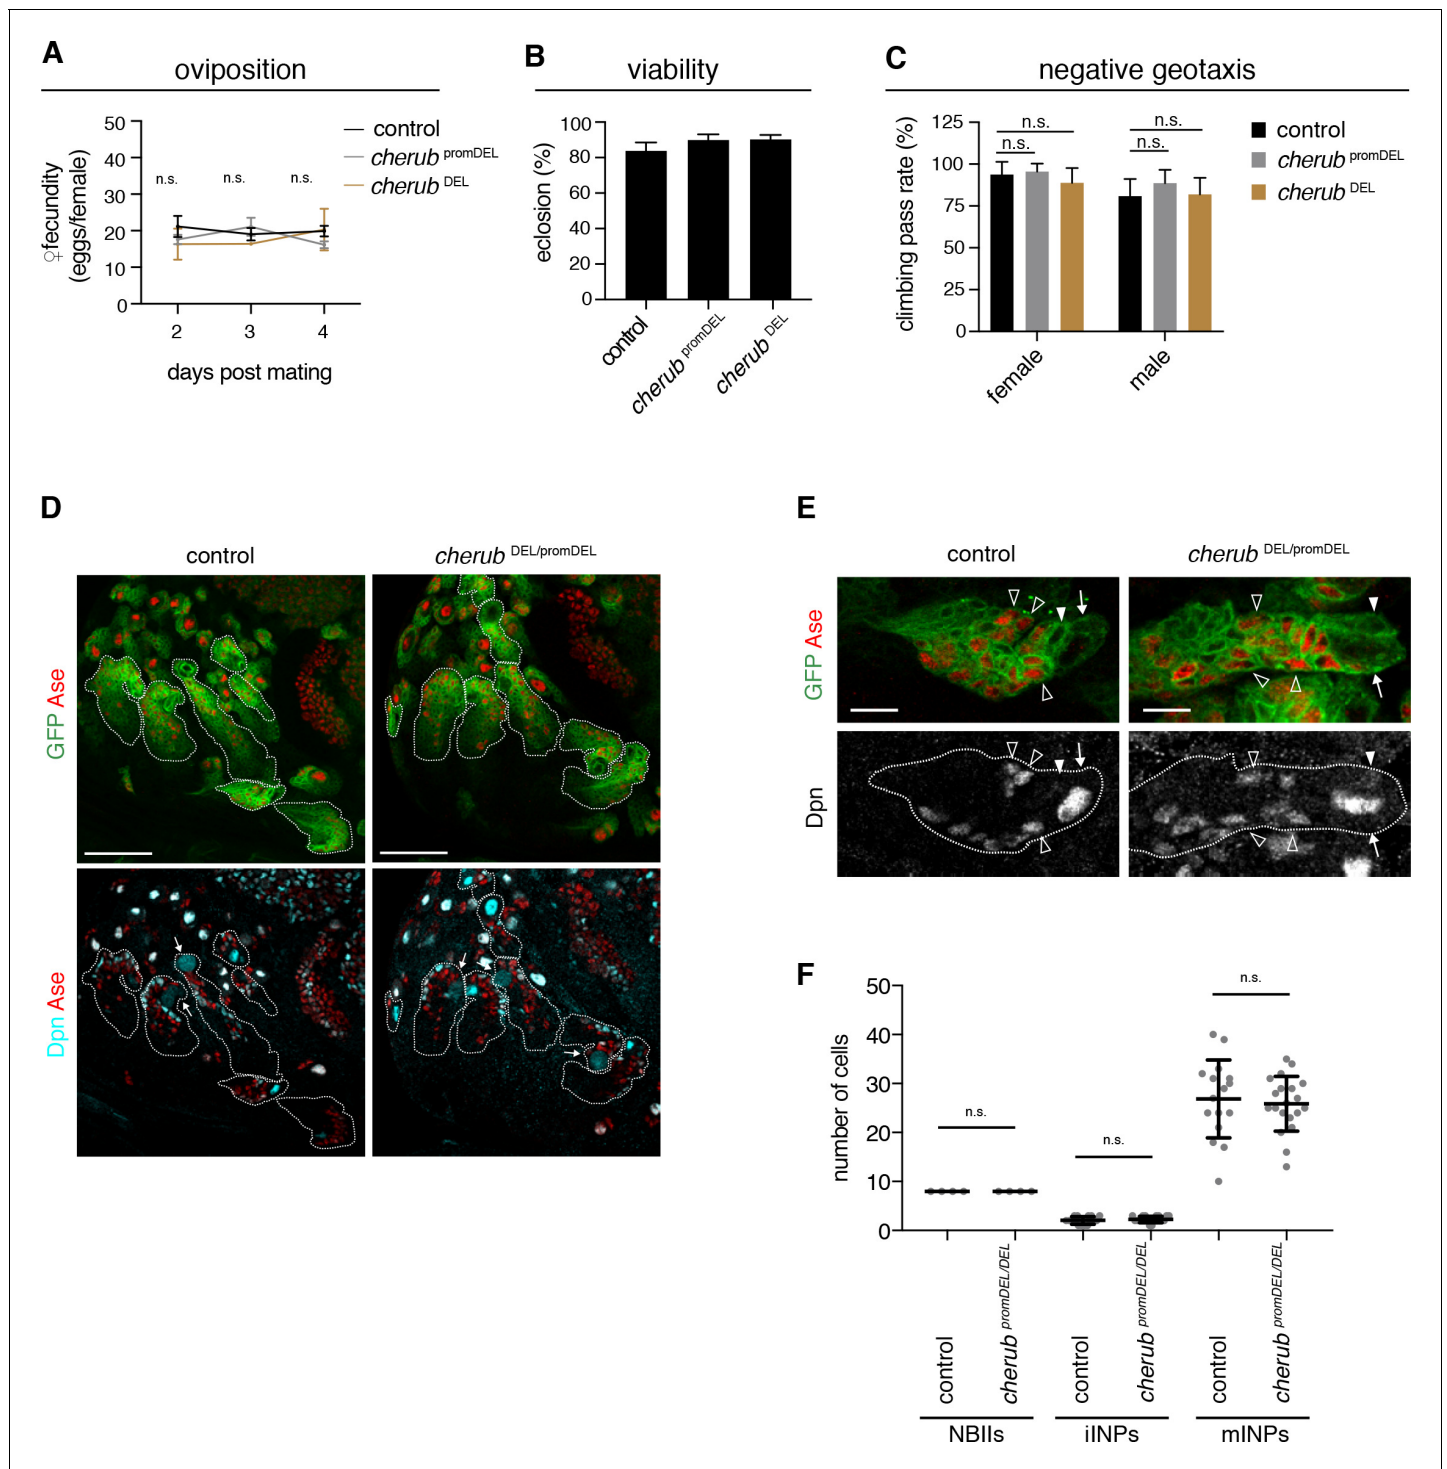 A
oviposition
50
40
30
20
10
0
♀fecundity
(eggs/female)
n.s.
n.s.
n.s.
2
3
4
days post mating
control
cherub promDEL
cherub DEL
B
viability
100
80
60
40
20
0
eclosion (%)
control
cherub promDEL
cherub DEL
C
negative geotaxis
125
100
75
50
25
0
climbing pass rate (%)
n.s.
n.s.
n.s.
n.s.
female
male
control
cherub promDEL
cherub DEL
D
control
cherub DEL/promDEL
GFP Ase
Dpn Ase
E
control
cherub DEL/promDEL
GFP Ase
Dpn
F
50
40
30
20
10
0
number of cells
n.s.
n.s.
n.s.
control
cherub promDEL/DEL
control
cherub promDEL/DEL
control
cherub promDEL/DEL
NBIIs
iINPs
mINPs